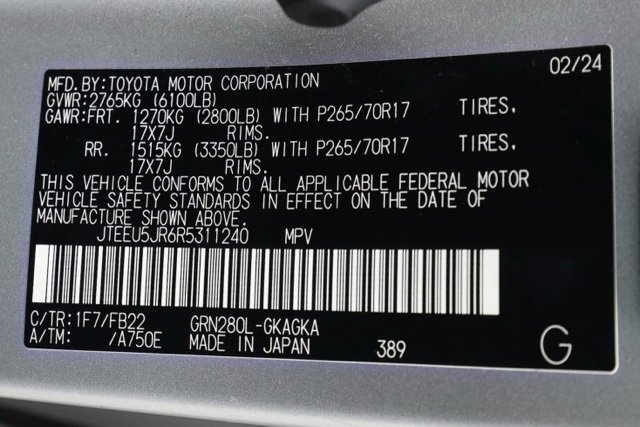 MFD.BY:TOYOTA MOTOR CORPORATION 02/24
GVWR:2765KG (6100LB)
GAWR:FRT. 1270KG (2800LB) WITH P265/70R17 TIRES,
17X7J RIMS.
RR. 1515KG (3350LB) WITH P265/70R17 TIRES,
17X7J RIMS.
THIS VEHICLE CONFORMS TO ALL APPLICABLE FEDERAL MOTOR
VEHICLE SAFETY STANDARDS IN EFFECT ON THE DATE OF
MANUFACTURE SHOWN ABOVE.
JTEEU5JR6R5311240 MPV
C/TR:1F7/FB22 GRN280L-GKAGKA
A/TM: /A750E MADE IN JAPAN 389 G